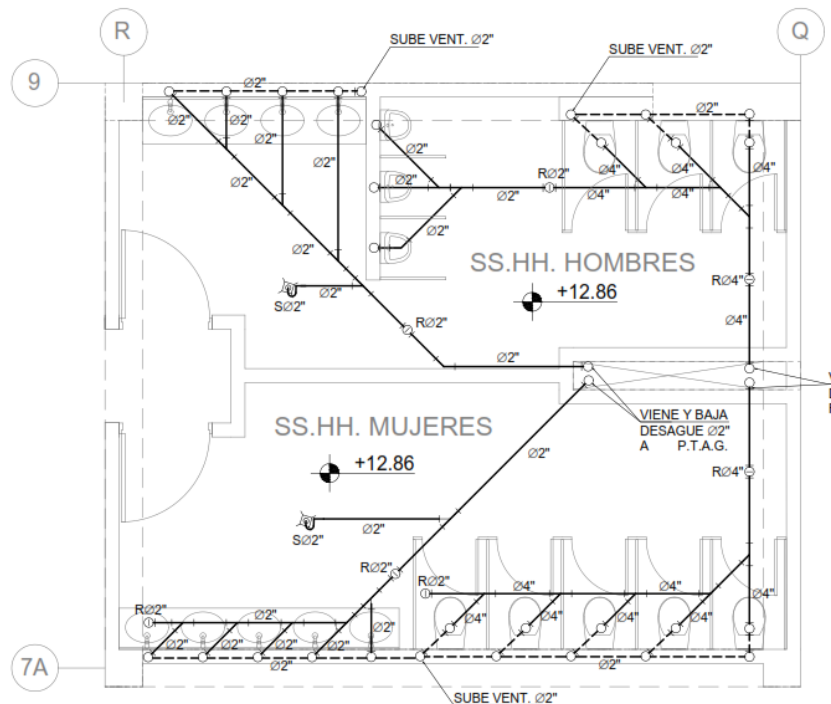 R
Q
9
SUBE VENT. Ø2"
SUBE VENT. Ø2"
Ø2"
Ø2"
Ø2"
Ø2"
Ø2"
Ø2"
Ø2"
Ø4"
Ø4"
Ø4"
Ø2"
Ø2"
Ø2"
RØ2"
Ø2"
Ø4"
Ø4"
Ø2"
Ø2"
SS.HH. HOMBRES
+12.86
RØ4"
SØ2"
Ø2"
RØ2"
Ø4"
Ø2"
V
D
P
VIENE Y BAJA
DESAGUE Ø2"
A P.T.A.G.
SS.HH. MUJERES
+12.86
Ø2"
RØ4"
SØ2"
Ø2"
RØ2"
RØ2"
Ø4"
Ø4"
Ø4"
RØ2"
Ø2"
Ø4"
Ø4"
Ø4"
Ø4"
Ø2"
Ø2"
Ø2"
Ø2"
Ø2"
Ø2"
7A
SUBE VENT. Ø2"